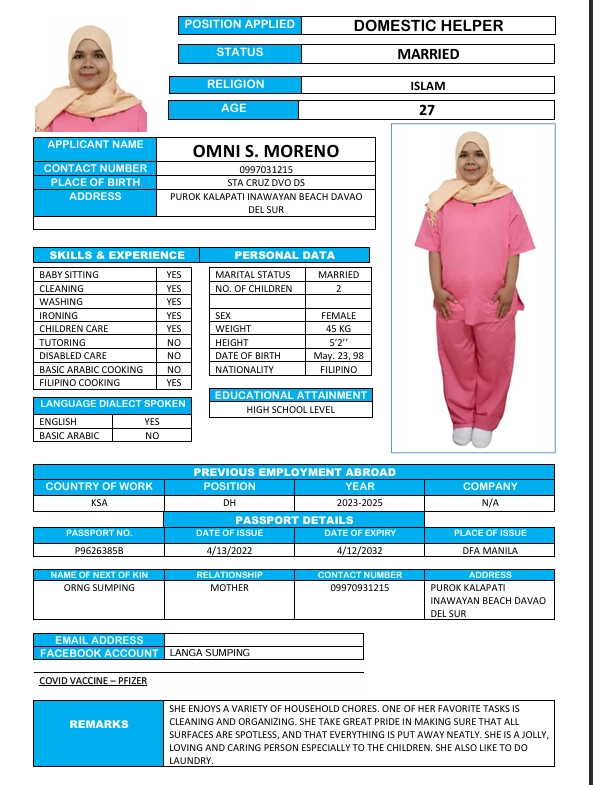 POSITION APPLIED DOMESTIC HELPER
STATUS MARRIED
RELIGION ISLAM
AGE 27
APPLICANT NAME OMNI S. MORENO
CONTACT NUMBER 0997031215
PLACE OF BIRTH STA CRUZ DVO DS
ADDRESS PUROK KALAPATI INAWAYAN BEACH DAVAO
DEL SUR
SKILLS & EXPERIENCE PERSONAL DATA
BABY SITTING YES MARITAL STATUS MARRIED
CLEANING YES NO. OF CHILDREN 2
WASHING YES
IRONING YES SEX FEMALE
CHILDREN CARE YES WEIGHT 45 KG
TUTORING NO HEIGHT 5'2''
DISABLED CARE NO DATE OF BIRTH May. 23, 98
BASIC ARABIC COOKING NO NATIONALITY FILIPINO
FILIPINO COOKING YES
EDUCATIONAL ATTAINMENT
LANGUAGE DIALECT SPOKEN HIGH SCHOOL LEVEL
ENGLISH YES
BASIC ARABIC NO
PREVIOUS EMPLOYMENT ABROAD
COUNTRY OF WORK POSITION YEAR COMPANY
KSA DH 2023-2025 N/A
PASSPORT DETAILS
PASSPORT NO. DATE OF ISSUE DATE OF EXPIRY PLACE OF ISSUE
P9626385B 4/13/2022 4/12/2032 DFA MANILA
NAME OF NEXT OF KIN RELATIONSHIP CONTACT NUMBER ADDRESS
ORNG SUMPING MOTHER 09970931215 PUROK KALAPATI
INAWAYAN BEACH DAVAO
DEL SUR
EMAIL ADDRESS
FACEBOOK ACCOUNT LANGA SUMPING
COVID VACCINE – PFIZER
REMARKS
SHE ENJOYS A VARIETY OF HOUSEHOLD CHORES. ONE OF HER FAVORITE TASKS IS
CLEANING AND ORGANIZING. SHE TAKE GREAT PRIDE IN MAKING SURE THAT ALL
SURFACES ARE SPOTLESS, AND THAT EVERYTHING IS PUT AWAY NEATLY. SHE IS A JOLLY,
LOVING AND CARING PERSON ESPECIALLY TO THE CHILDREN. SHE ALSO LIKE TO DO
LAUNDRY.